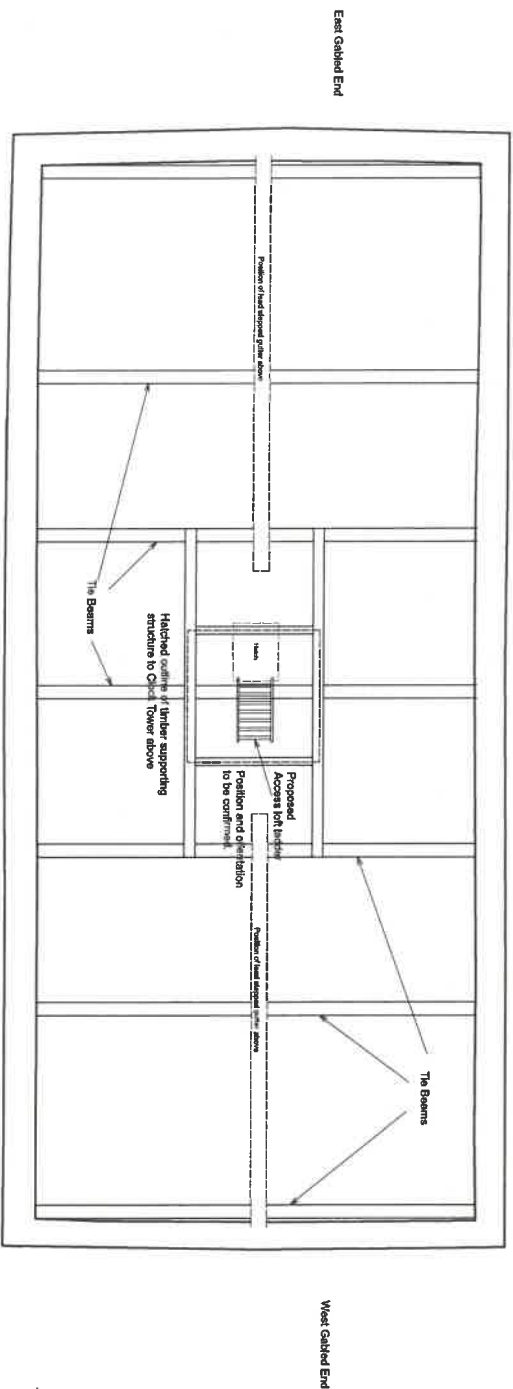 East Gabled End
Position of lead stepped gutter above
Tie Beams
Hatched outline of timber supporting
structure to Clock Tower above
Hatch
Proposed
Access loft ladder
Position and orientation
to be confirmed.
Position of lead stepped gutter above
Tie Beams
West Gabled End